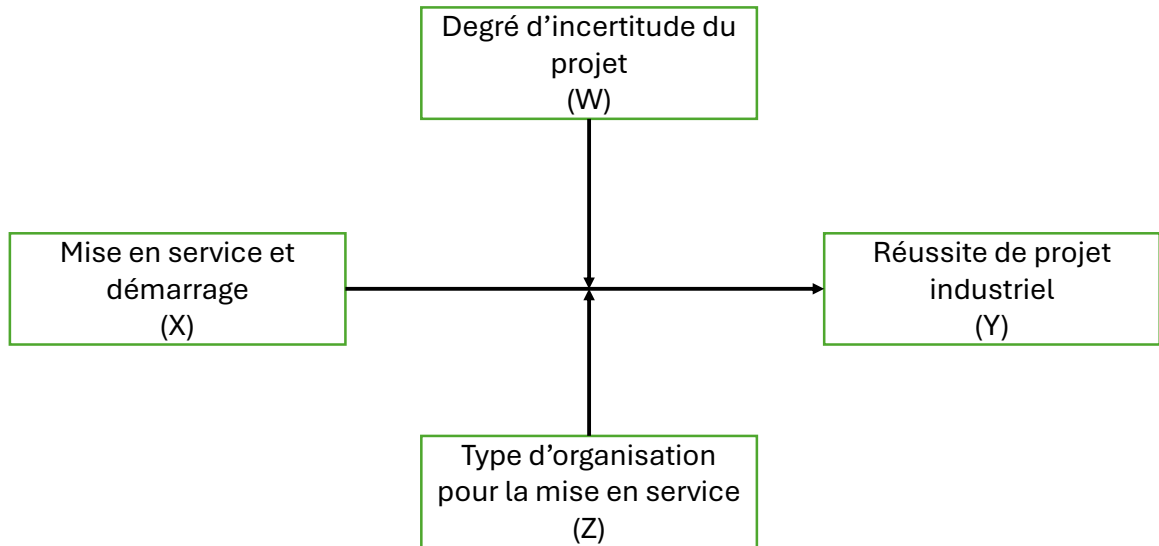 Degré d’incertitude du
projet
(W)
Mise en service et
démarrage
(X)
Réussite de projet
industriel
(Y)
Type d’organisation
pour la mise en service
(Z)